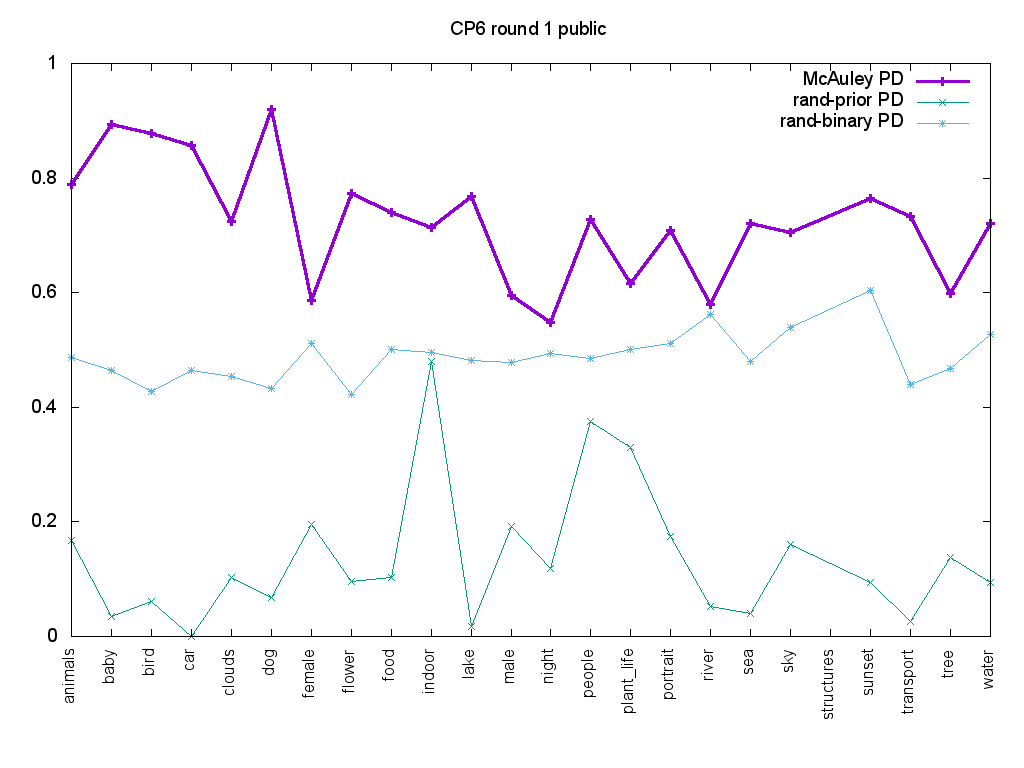 CP6 round 1 public
1
0.8
0.6
0.4
0.2
0
McAuley PD
rand-prior PD
rand-binary PD
animals
baby
bird
car
clouds
dog
female
flower
food
indoor
lake
male
night
people
plant_life
portrait
river
sea
sky
structures
sunset
transport
tree
water